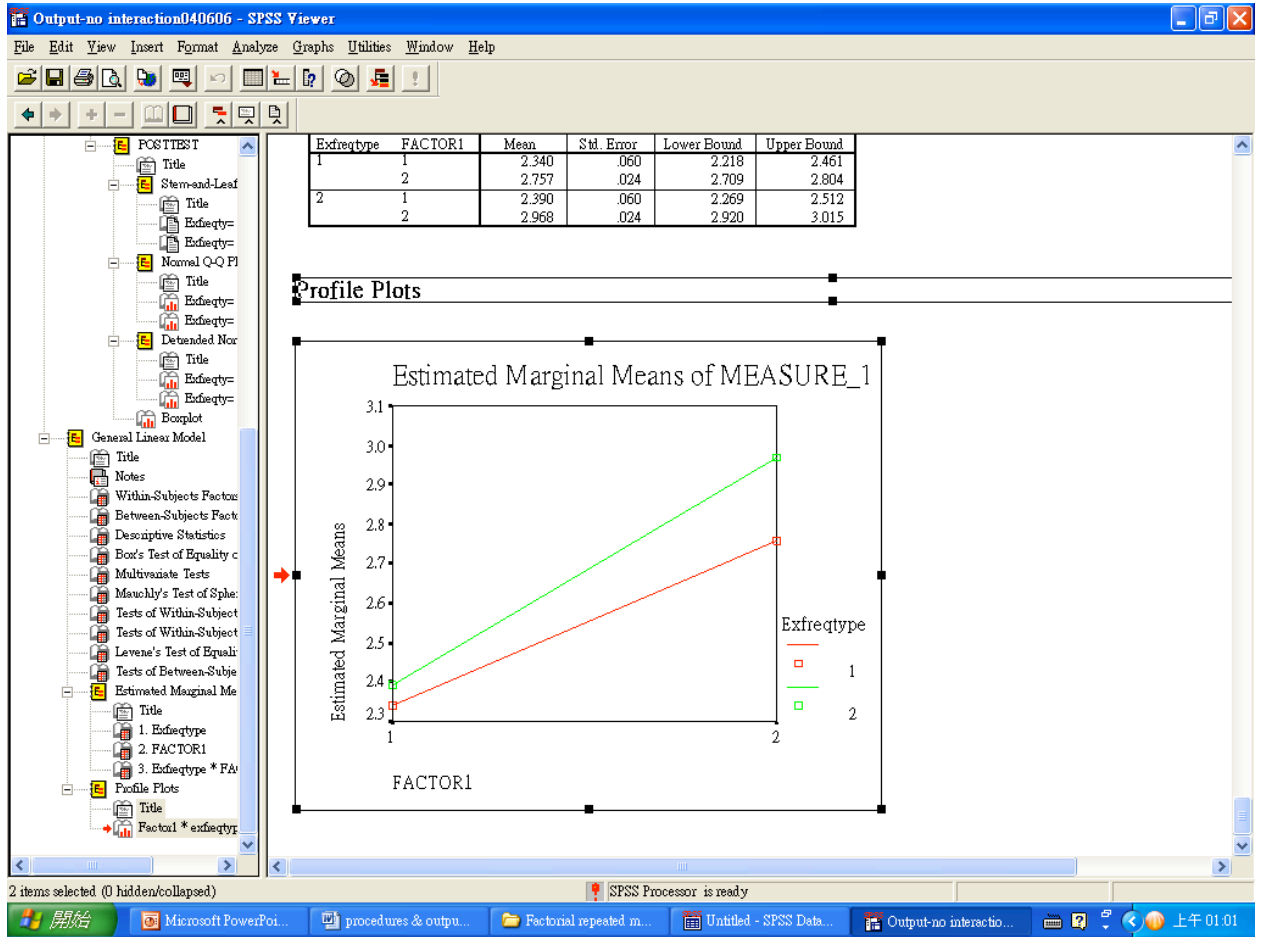 Output-no interaction040606 - SPSS Viewer
File Edit View Insert Format Analyze Graphs Utilities Window Help
POSTTEST
Title
Stem-and-Leaf
Title
Exfreqty=
Exfreqty=
Normal Q-Q Pl
Title
Exfreqty=
Exfreqty=
Detrended Nor
Title
Exfreqty=
Exfreqty=
Boxplot
General Linear Model
Title
Notes
Within-Subjects Factors
Between-Subjects Facto
Descriptive Statistics
Box's Test of Equality c
Multivariate Tests
Mauchly's Test of Sphe:
Tests of Within-Subject
Tests of Within-Subject
Levene's Test of Equali
Tests of Between-Subje
Estimated Marginal Me
Title
1. Exfreqtype
2. FACTOR1
3. Exfreqtype * FA
Profile Plots
Title
Factor1 * exfreqtyp
Exfreqtype FACTOR1 Mean Std. Error Lower Bound Upper Bound
1 1 2.340 .060 2.218 2.461
2 2.757 .024 2.709 2.804
2 1 2.390 .060 2.269 2.512
2 2.968 .024 2.920 3.015
Profile Plots
Estimated Marginal Means of MEASURE_1
Estimated Marginal Means
3.1
3.0
2.9
2.8
2.7
2.6
2.5
2.4
2.3
1 2
FACTOR1
Exfreqtype
1
2
2 items selected (0 hidden/collapsed)
SPSS Processor is ready
開始 Microsoft PowerPoi... procedures & outpu... Factorial repeated m... Untitled - SPSS Data... Output-no interactio... 上午 01:01